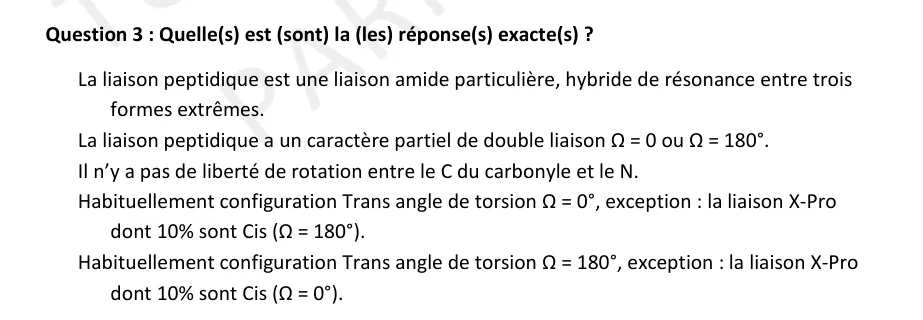 Question 3 : Quelle(s) est (sont) la (les) réponse(s) exacte(s) ?
La liaison peptidique est une liaison amide particulière, hybride de résonance entre trois
formes extrêmes.
La liaison peptidique a un caractère partiel de double liaison Ω = 0 ou Ω = 180°.
Il n’y a pas de liberté de rotation entre le C du carbonyle et le N.
Habituellement configuration Trans angle de torsion Ω = 0°, exception : la liaison X-Pro
dont 10% sont Cis (Ω = 180°).
Habituellement configuration Trans angle de torsion Ω = 180°, exception : la liaison X-Pro
dont 10% sont Cis (Ω = 0°).